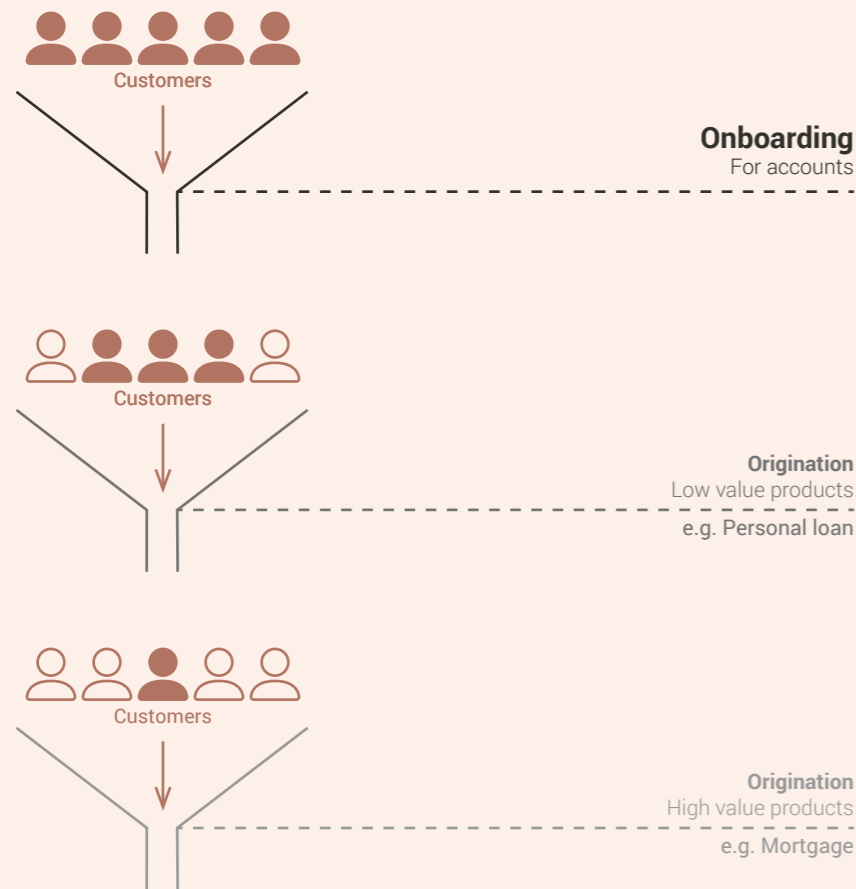 Customers
Onboarding
For accounts
Customers
Origination
Low value products
e.g. Personal loan
Customers
Origination
High value products
e.g. Mortgage